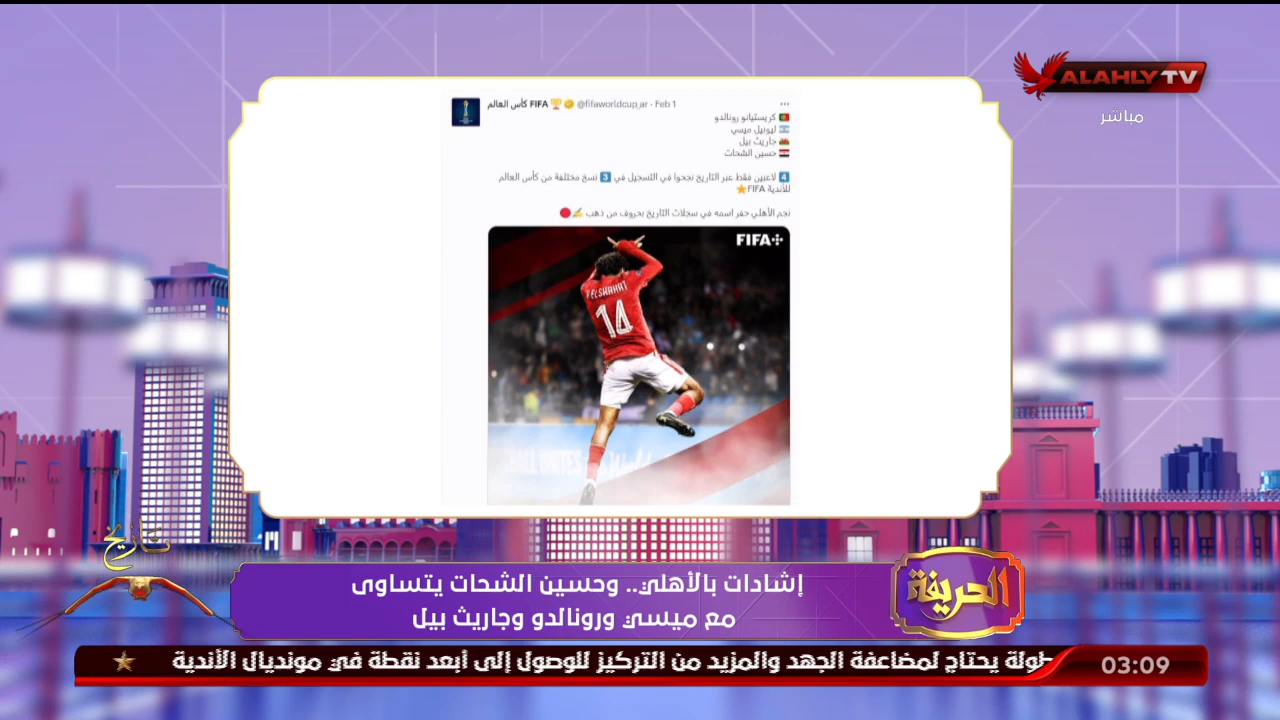 ALAHLY TV
مباشر
FIFA كأس العالم 🏆 @fifaworldcup_ar · Feb 1
🇵🇹 كريستيانو رونالدو
🇦🇷 ليونيل ميسي
🏴󠁧󠁢󠁷󠁬󠁳󠁿 جاريث بيل
🇪🇬 حسين الشحات
4️⃣ لاعبين فقط عبر التاريخ نجحوا في التسجيل في 3️⃣ نسخ مختلفة من كأس العالم
للأندية FIFA⭐
نجم الأهلي حفر اسمه في سجلات التاريخ بحروف من ذهب ✍️🔴
FIFA+
H.ELSHAHAT
14
تاريخ
الحريفة
إشادات بالأهلي.. وحسين الشحات يتساوى
مع ميسي ورونالدو وجاريث بيل
طولة يحتاج لمضاعفة الجهد والمزيد من التركيز للوصول إلى أبعد نقطة في مونديال الأندية
03:09